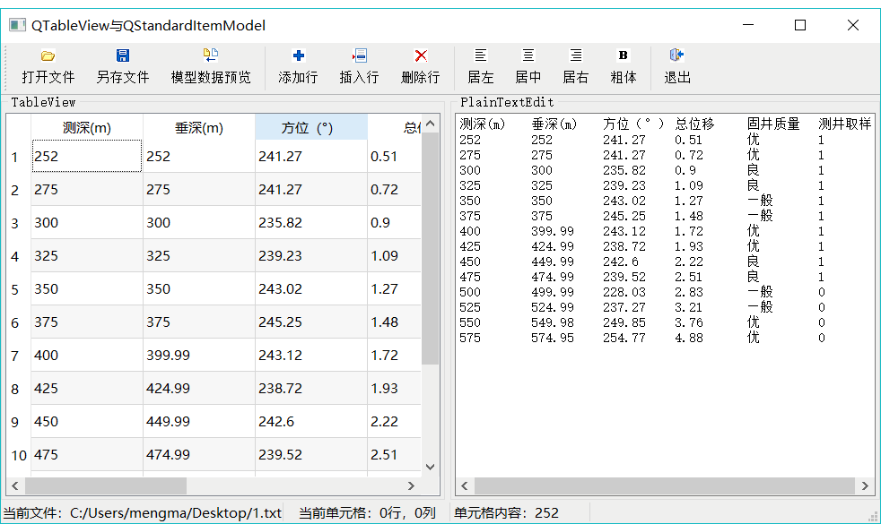 QTableView与QStandardItemModel
打开文件 另存文件 模型数据预览 添加行 插入行 删除行 居左 居中 居右 B 粗体 退出
TableView
测深(m) 垂深(m) 方位（°） 总
1 252 252 241.27 0.51
2 275 275 241.27 0.72
3 300 300 235.82 0.9
4 325 325 239.23 1.09
5 350 350 243.02 1.27
6 375 375 245.25 1.48
7 400 399.99 243.12 1.72
8 425 424.99 238.72 1.93
9 450 449.99 242.6 2.22
10 475 474.99 239.52 2.51
PlainTextEdit
测深(m) 垂深(m) 方位（°） 总位移 固井质量 测井取样
252 252 241.27 0.51 优 1
275 275 241.27 0.72 优 1
300 300 235.82 0.9 良 1
325 325 239.23 1.09 良 1
350 350 243.02 1.27 一般 1
375 375 245.25 1.48 一般 1
400 399.99 243.12 1.72 优 1
425 424.99 238.72 1.93 优 1
450 449.99 242.6 2.22 良 1
475 474.99 239.52 2.51 良 1
500 499.99 228.03 2.83 一般 0
525 524.99 237.27 3.21 一般 0
550 549.98 249.85 3.76 优 0
575 574.95 254.77 4.88 优 0
当前文件：C:/Users/mengma/Desktop/1.txt 当前单元格：0行，0列 单元格内容：252